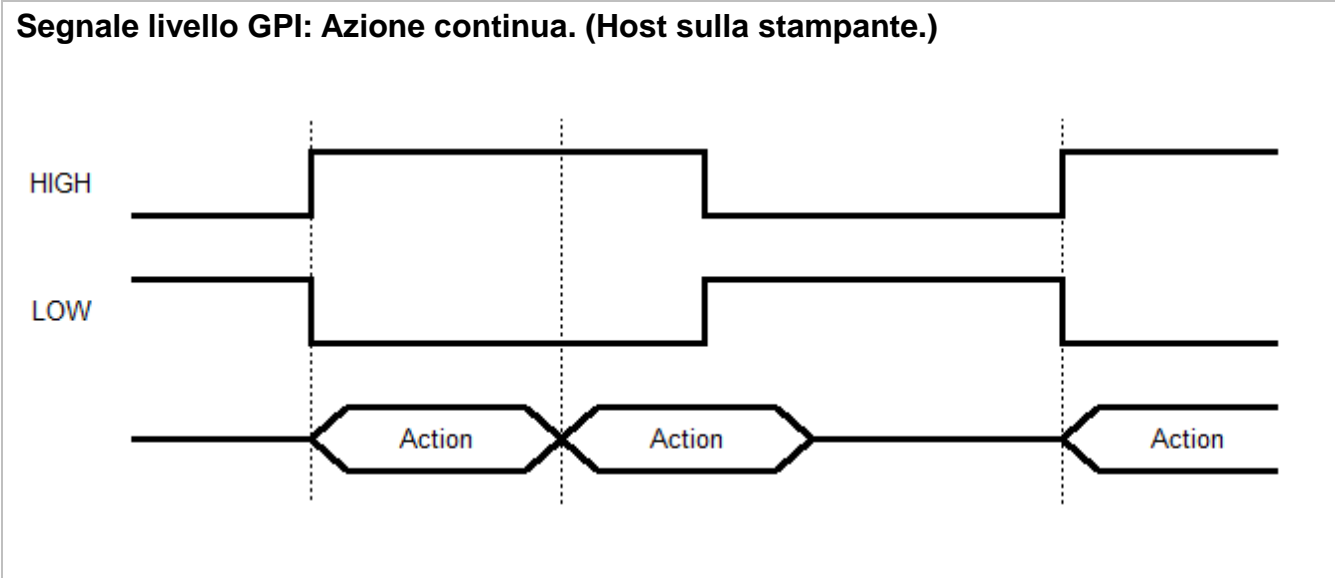 Segnale livello GPI: Azione continua. (Host sulla stampante.)
HIGH
LOW
Action Action Action